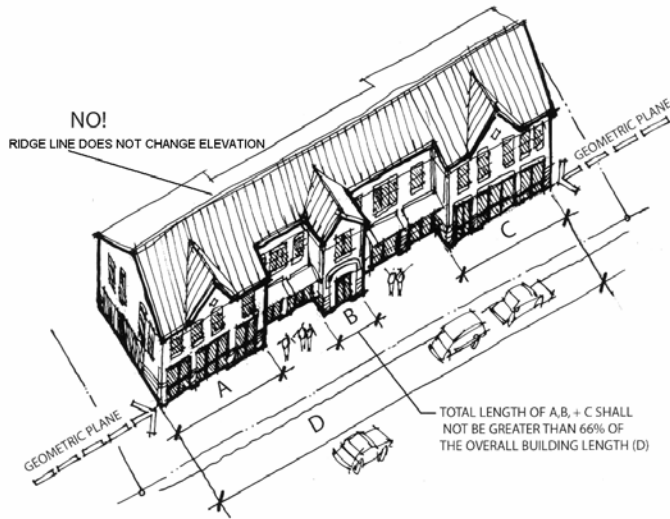 NO!
RIDGE LINE DOES NOT CHANGE ELEVATION
GEOMETRIC PLANE
C
B
A
D
TOTAL LENGTH OF A,B, + C SHALL
NOT BE GREATER THAN 66% OF
THE OVERALL BUILDING LENGTH (D)
GEOMETRIC PLANE